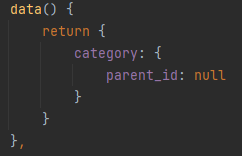 data() {
    return {
        category: {
            parent_id: null
        }
    }
},